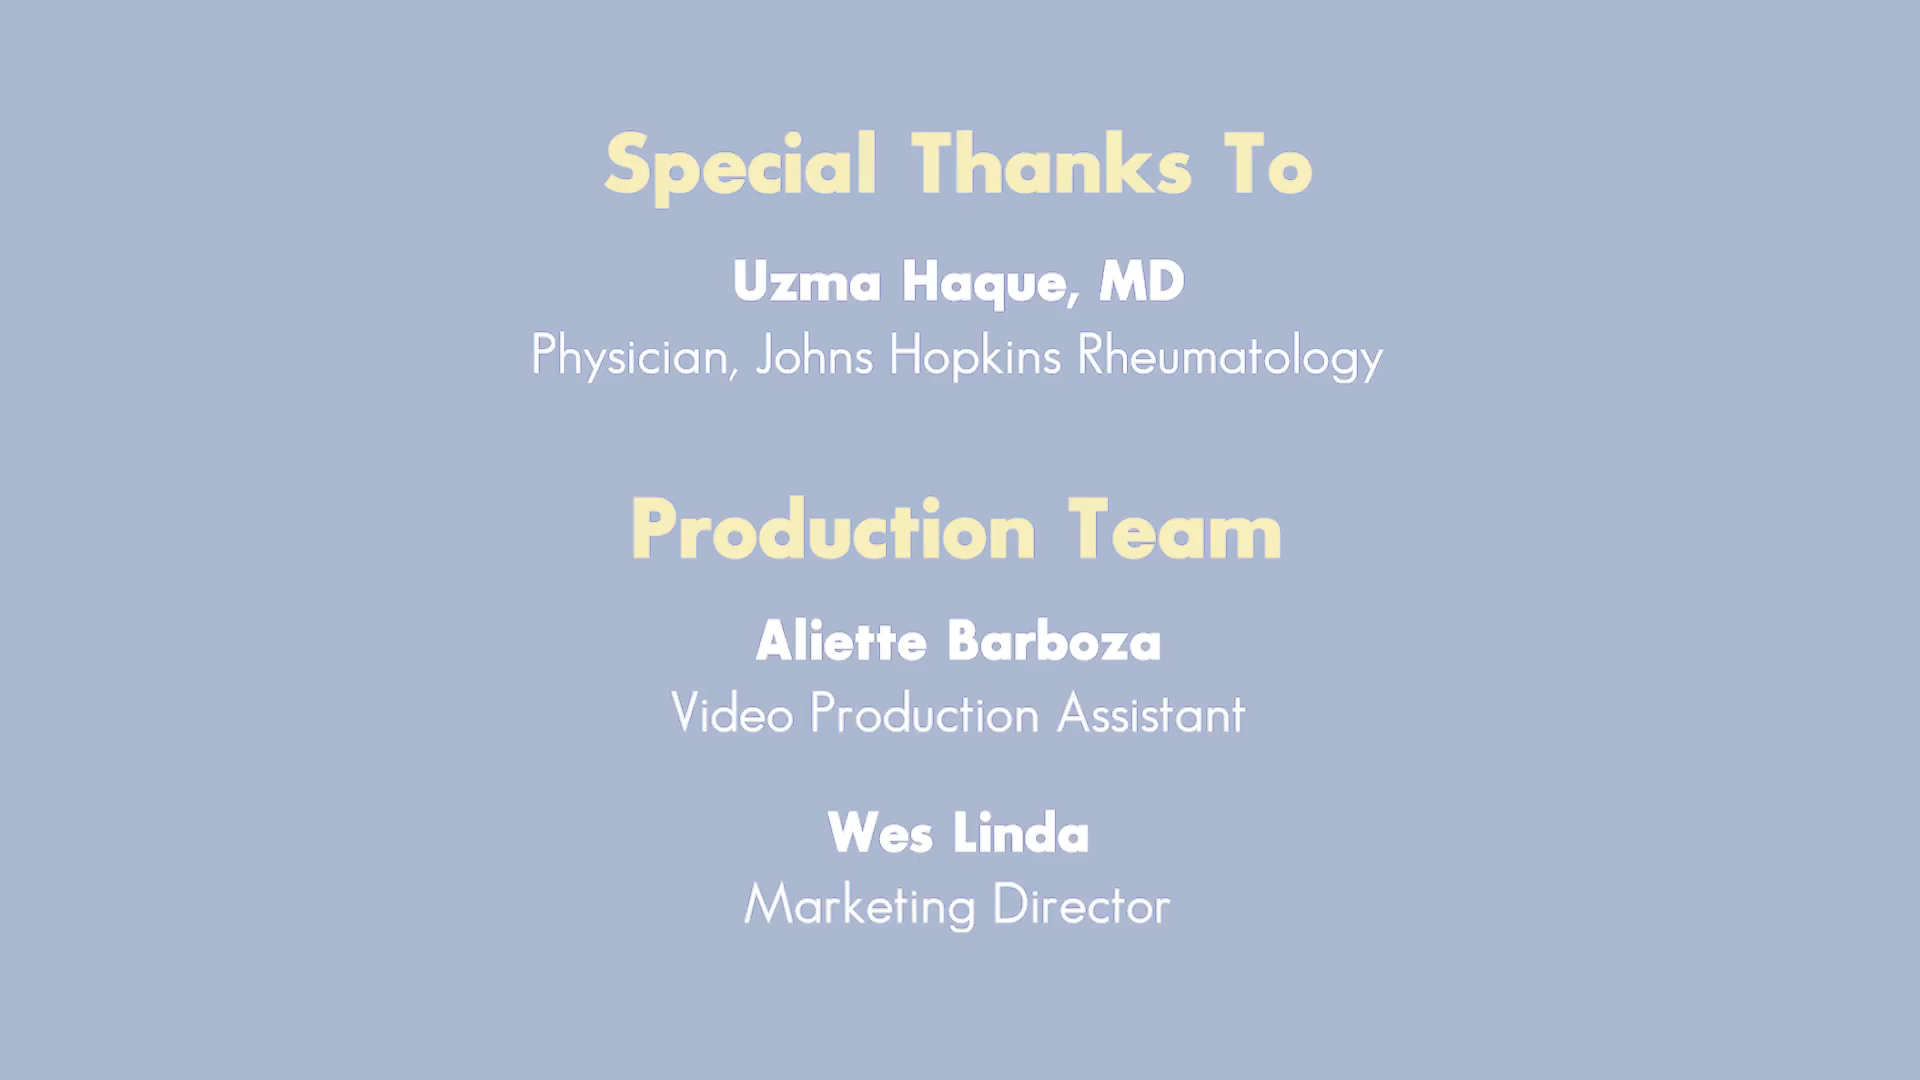 Special Thanks To
Uzma Haque, MD
Physician, Johns Hopkins Rheumatology
Production Team
Aliette Barboza
Video Production Assistant
Wes Linda
Marketing Director